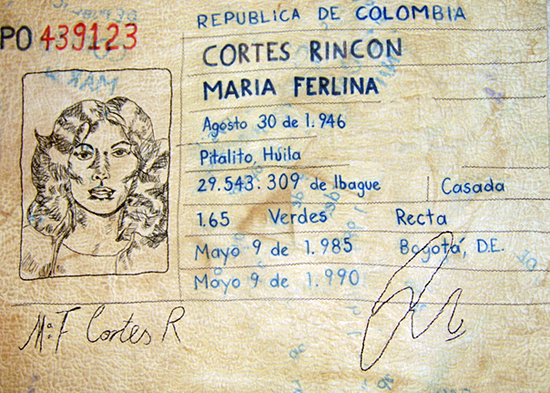 REPUBLICA DE COLOMBIA
PO 439123
CORTES RINCON
MARIA FERLINA
Agosto 30 de 1.946
Pitalito, Huila
29.543.309 de Ibague Casada
1.65 Verdes Recta
Mayo 9 de 1.985 Bogotá, D.E.
Mayo 9 de 1.990
Mª. F Cortes R